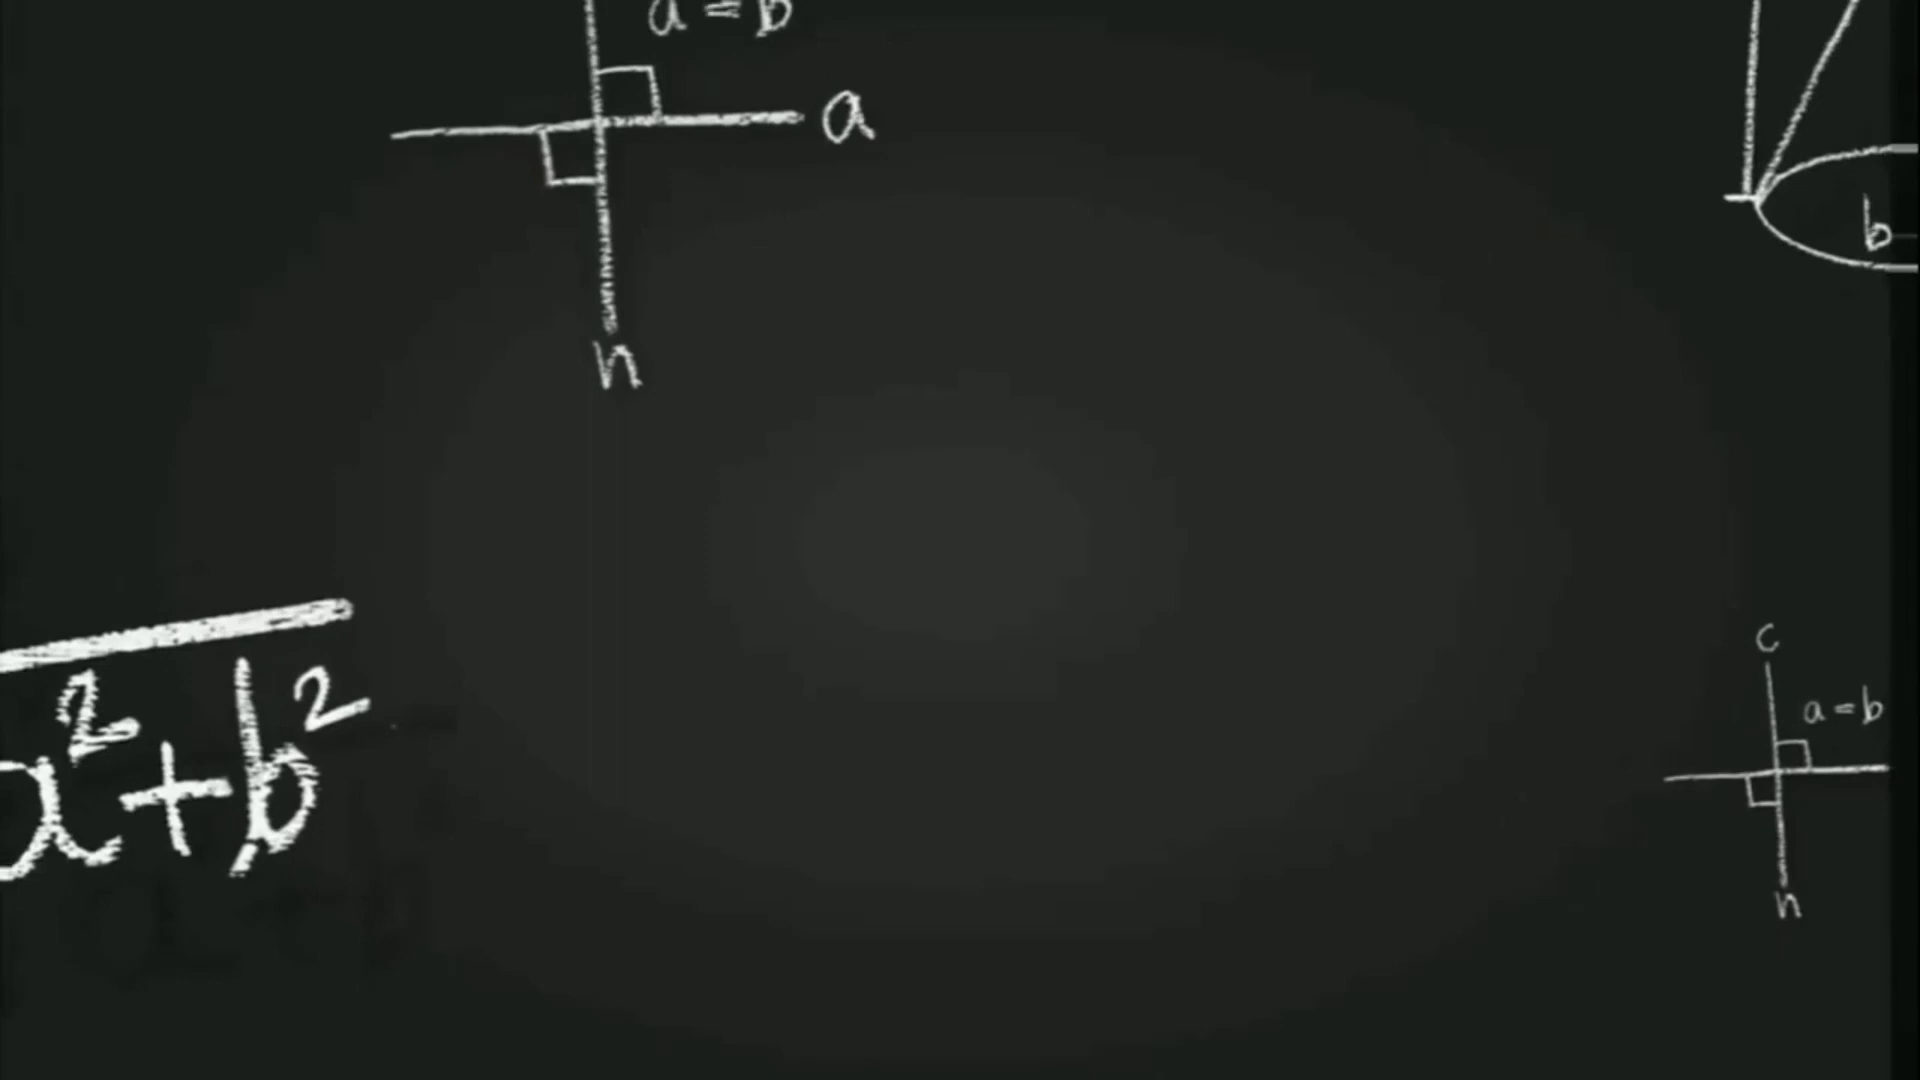 a = b
a
b
n
a²+b²
c
a = b
n